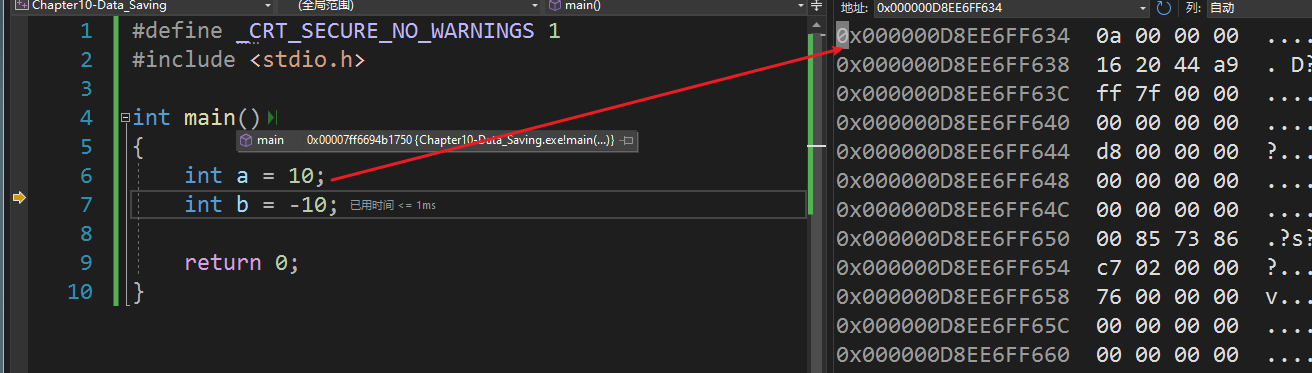 Chapter10-Data_Saving (全局范围) main()
1 #define _CRT_SECURE_NO_WARNINGS 1
2 #include <stdio.h>
3
4 int main()
main 0x00007ff6694b1750 {Chapter10-Data_Saving.exe!main(...)}
5 {
6 int a = 10;
7 int b = -10; 已用时间 <= 1ms
8
9 return 0;
10 }
地址: 0x000000D8EE6FF634 列: 自动
0x000000D8EE6FF634 0a 00 00 00 ....
0x000000D8EE6FF638 16 20 44 a9 . D?
0x000000D8EE6FF63C ff 7f 00 00 ....
0x000000D8EE6FF640 00 00 00 00 ....
0x000000D8EE6FF644 d8 00 00 00 ?...
0x000000D8EE6FF648 00 00 00 00 ....
0x000000D8EE6FF64C 00 00 00 00 ....
0x000000D8EE6FF650 00 85 73 86 .?s?
0x000000D8EE6FF654 c7 02 00 00 ?...
0x000000D8EE6FF658 76 00 00 00 v...
0x000000D8EE6FF65C 00 00 00 00 ....
0x000000D8EE6FF660 00 00 00 00 ....